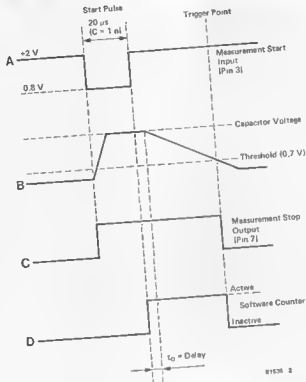 Start Pulse
20 µs
(C = 1 n)
Trigger Point
A
+2 V
0.8 V
Measurement Start
Input
[Pin 3]
Capacitor Voltage
Threshold (0,7 V)
B
Measurement Stop
Output
[Pin 7]
C
Active
Software Counter
Inactive
D
tD = Delay
81535 2